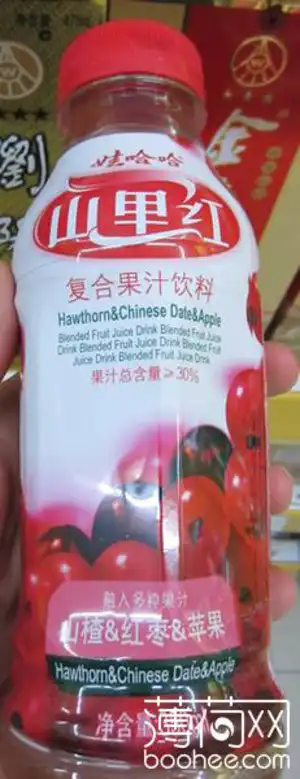 娃哈哈
山里红
复合果汁饮料
Hawthorn&Chinese Date&Apple
Blended Fruit Juice Drink Blended Fruit Juice
Drink Blended Fruit Juice Drink Blended Fruit
Juice Drink Blended Fruit Juice Drink
果汁总含量≥30%
融入多种果汁
山楂&红枣&苹果
Hawthorn&Chinese Date&Apple
净含量
薄荷网
boohee.com